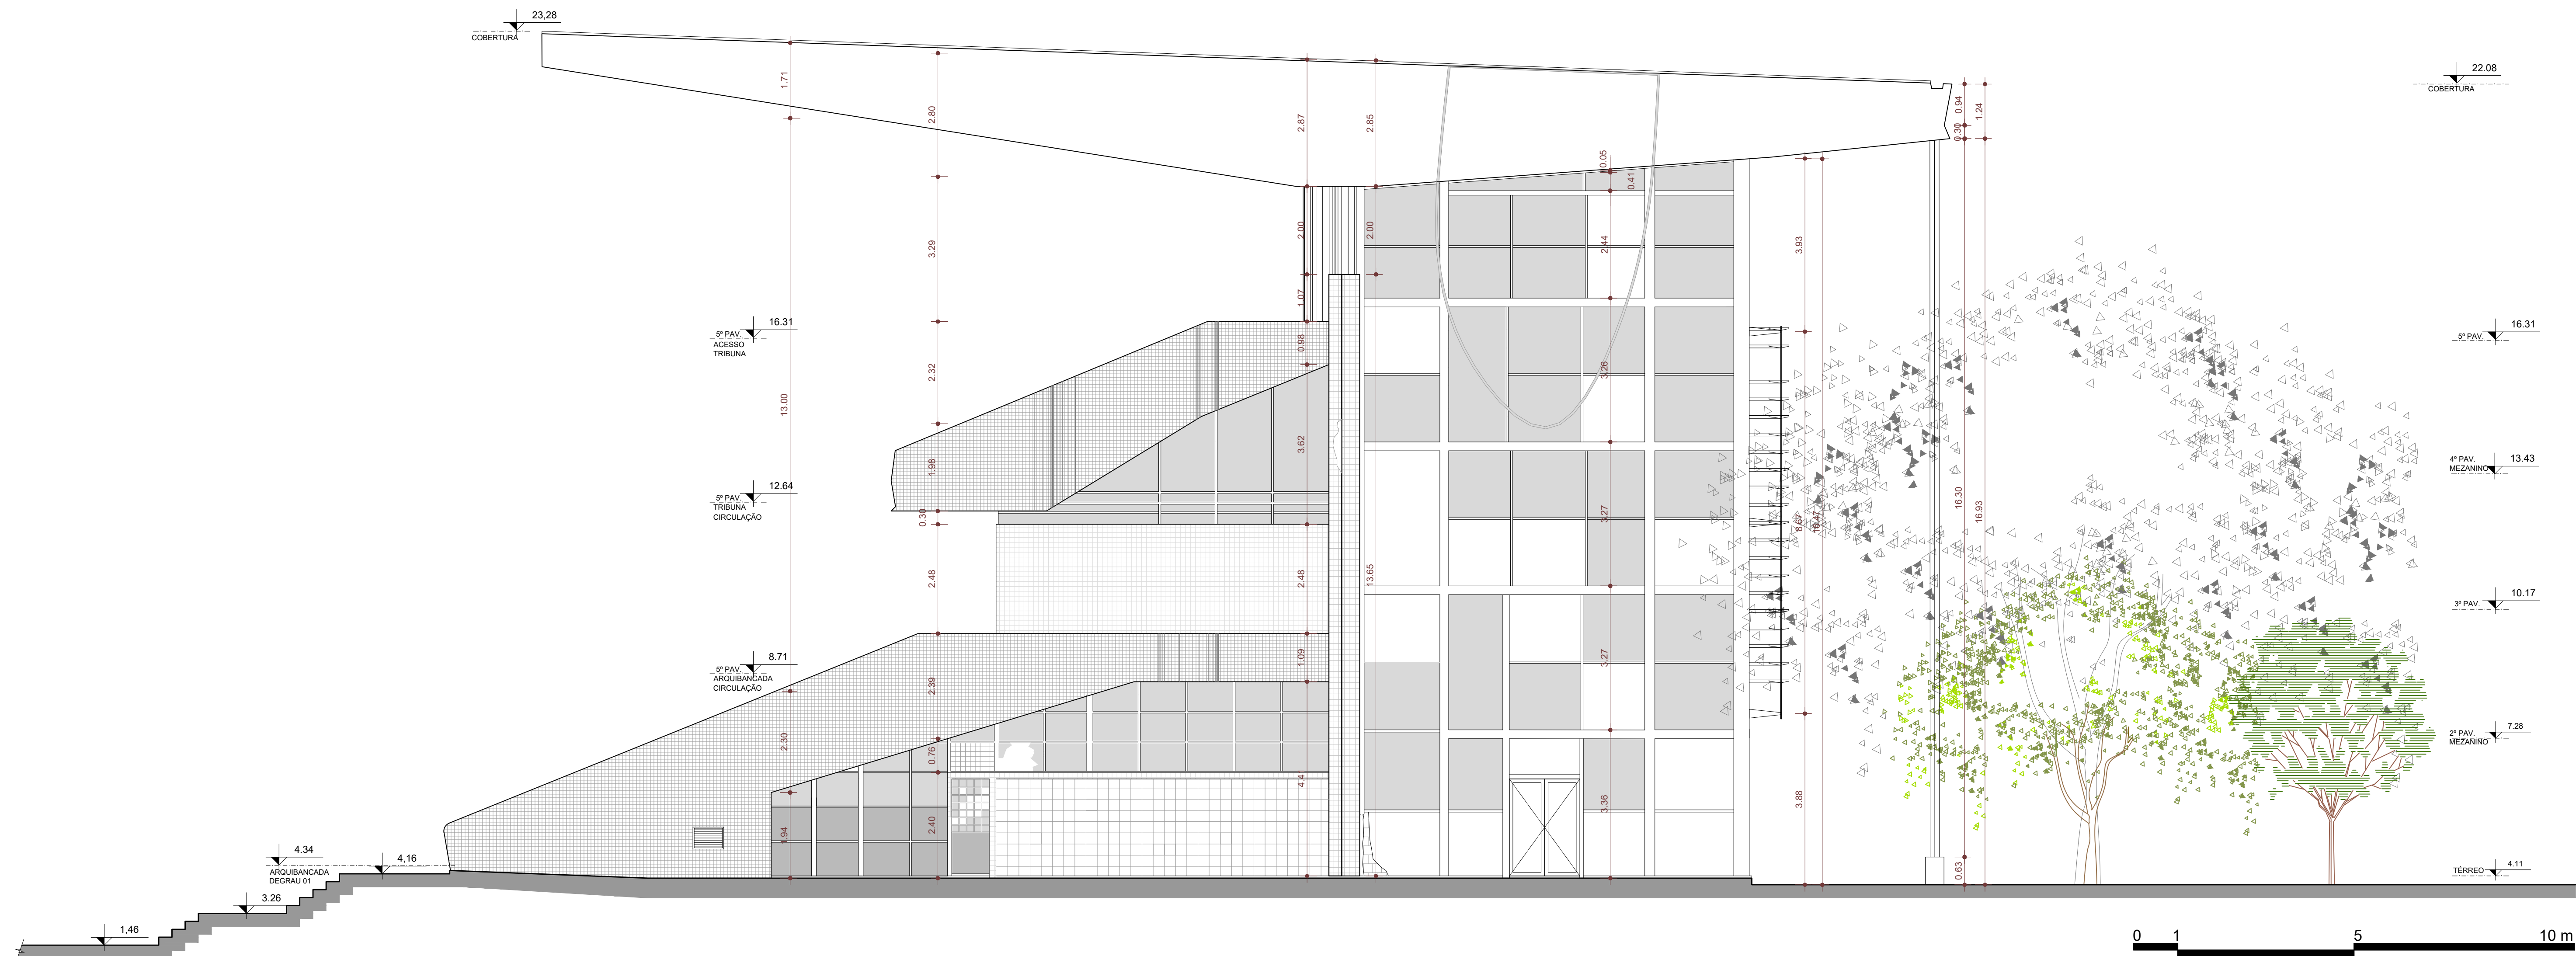 23,28
COBERTURA
22.08
COBERTURA
1.71
2.80
2.87
2.85
0.94
0.30
1.24
0.05
0.41
2.00
2.00
2.44
3.93
3.29
1.07
16.31
5º PAV.
ACESSO
TRIBUNA
16.31
5º PAV.
0.98
2.32
3.26
13.00
3.62
1.98
13.43
4º PAV.
MEZANINO
12.64
5º PAV.
TRIBUNA
CIRCULAÇÃO
0.30
3.27
8.67
16.47
16.30
16.93
2.48
2.48
13.65
10.17
3º PAV.
8.71
5º PAV.
ARQUIBANCADA
CIRCULAÇÃO
1.09
2.39
3.27
7.28
2º PAV.
MEZANINO
2.30
0.76
4.41
3.36
3.88
1.94
2.40
0.63
4.34
ARQUIBANCADA
DEGRAU 01
4,16
4.11
TÉRREO
3.26
1,46
0 1 5 10 m